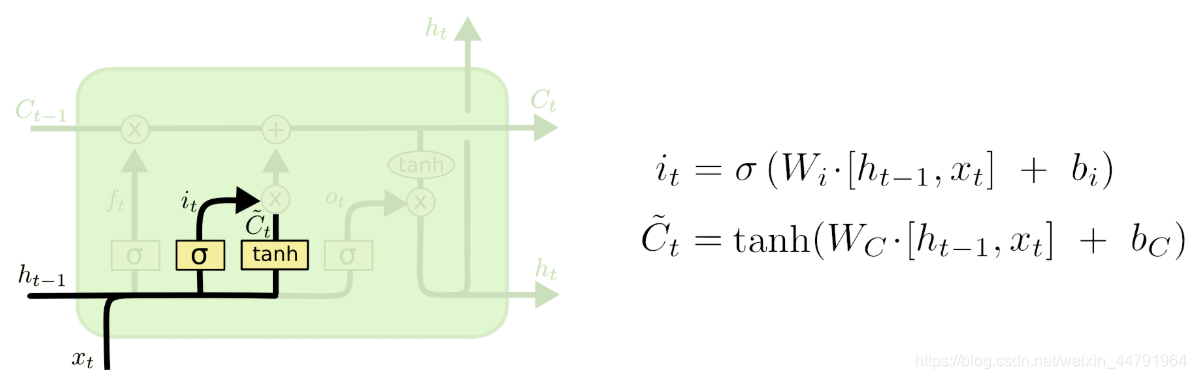 h_t
C_{t-1}
C_t
x
+
tanh
f_t
i_t
x
o_t
x
C̃_t
σ
σ
tanh
σ
h_{t-1}
h_t
x_t
i_t = σ (W_i·[h_{t-1}, x_t] + b_i)
C̃_t = tanh(W_C·[h_{t-1}, x_t] + b_C)
https://blog.csdn.net/weixin_44791964